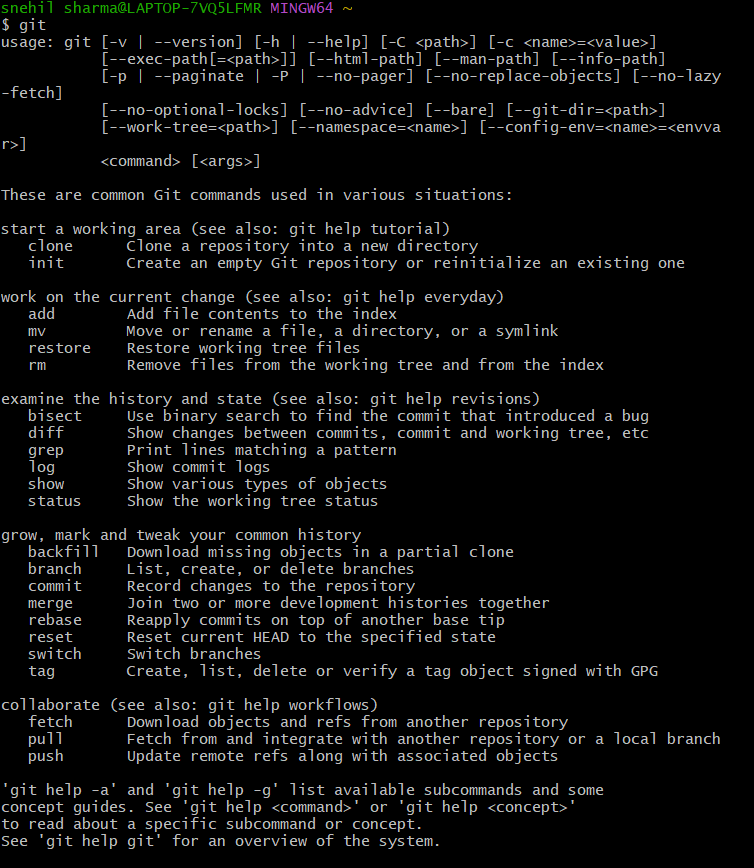 snehil sharma@LAPTOP-7VQ5LFMR MINGW64 ~
$ git
usage: git [-v | --version] [-h | --help] [-C <path>] [-c <name>=<value>]
           [--exec-path[=<path>]] [--html-path] [--man-path] [--info-path]
           [-p | --paginate | -P | --no-pager] [--no-replace-objects] [--no-lazy
-fetch]
           [--no-optional-locks] [--no-advice] [--bare] [--git-dir=<path>]
           [--work-tree=<path>] [--namespace=<name>] [--config-env=<name>=<envva
r>]
           <command> [<args>]

These are common Git commands used in various situations:

start a working area (see also: git help tutorial)
   clone      Clone a repository into a new directory
   init       Create an empty Git repository or reinitialize an existing one

work on the current change (see also: git help everyday)
   add        Add file contents to the index
   mv         Move or rename a file, a directory, or a symlink
   restore    Restore working tree files
   rm         Remove files from the working tree and from the index

examine the history and state (see also: git help revisions)
   bisect     Use binary search to find the commit that introduced a bug
   diff       Show changes between commits, commit and working tree, etc
   grep       Print lines matching a pattern
   log        Show commit logs
   show       Show various types of objects
   status     Show the working tree status

grow, mark and tweak your common history
   backfill   Download missing objects in a partial clone
   branch     List, create, or delete branches
   commit     Record changes to the repository
   merge      Join two or more development histories together
   rebase     Reapply commits on top of another base tip
   reset      Reset current HEAD to the specified state
   switch     Switch branches
   tag        Create, list, delete or verify a tag object signed with GPG

collaborate (see also: git help workflows)
   fetch      Download objects and refs from another repository
   pull       Fetch from and integrate with another repository or a local branch
   push       Update remote refs along with associated objects

'git help -a' and 'git help -g' list available subcommands and some
concept guides. See 'git help <command>' or 'git help <concept>'
to read about a specific subcommand or concept.
See 'git help git' for an overview of the system.